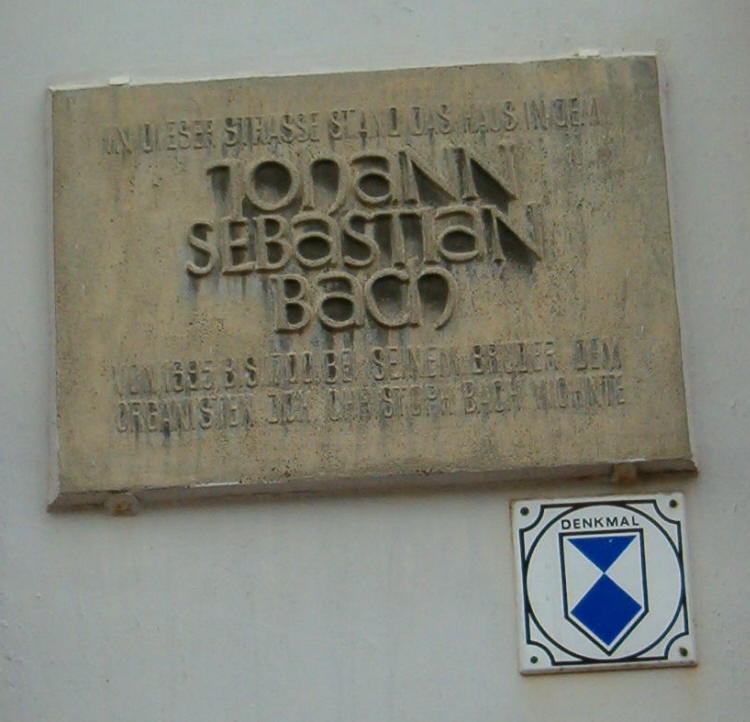 IN DIESER STRASSE STAND DAS HAUS IN DEM
JOHANN
SEBASTIAN
BACH
VON 1695 BIS 1700 BEI SEINEM BRUDER DEM
ORGANISTEN JOH. CHRISTOPH BACH WOHNTE
DENKMAL